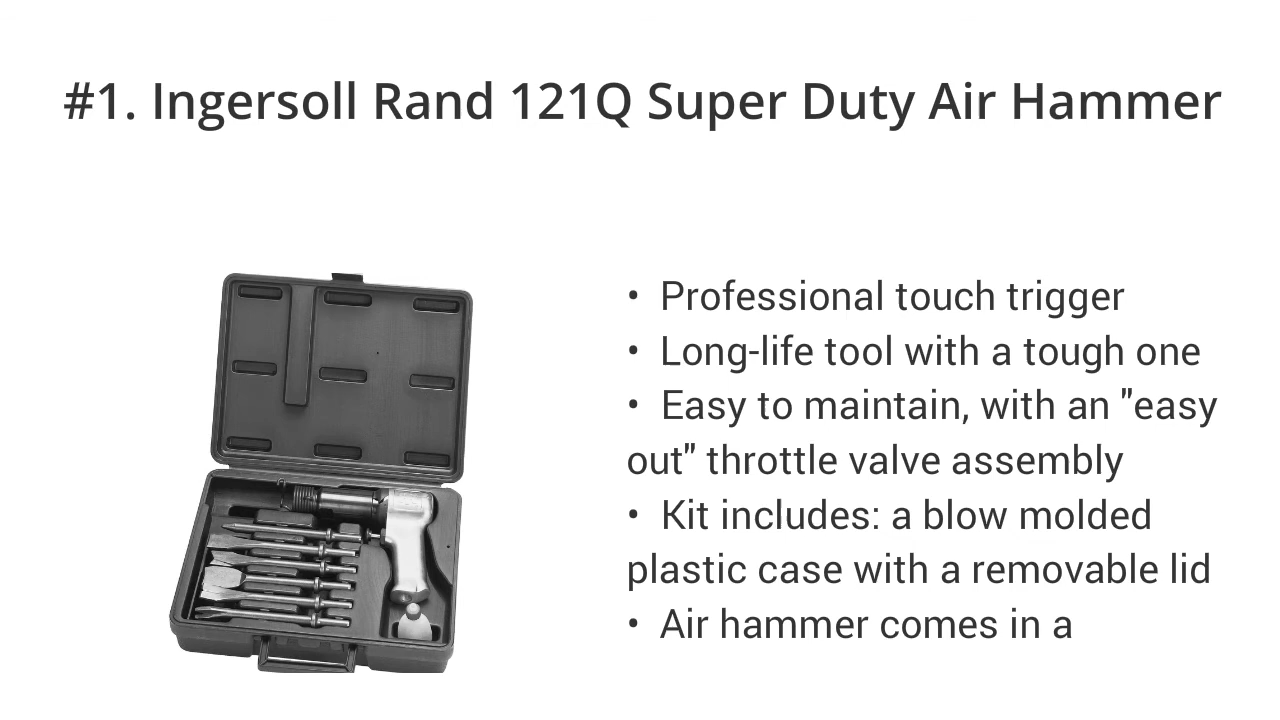 #1. Ingersoll Rand 121Q Super Duty Air Hammer
• Professional touch trigger
• Long-life tool with a tough one
• Easy to maintain, with an "easy
out" throttle valve assembly
• Kit includes: a blow molded
plastic case with a removable lid
• Air hammer comes in a